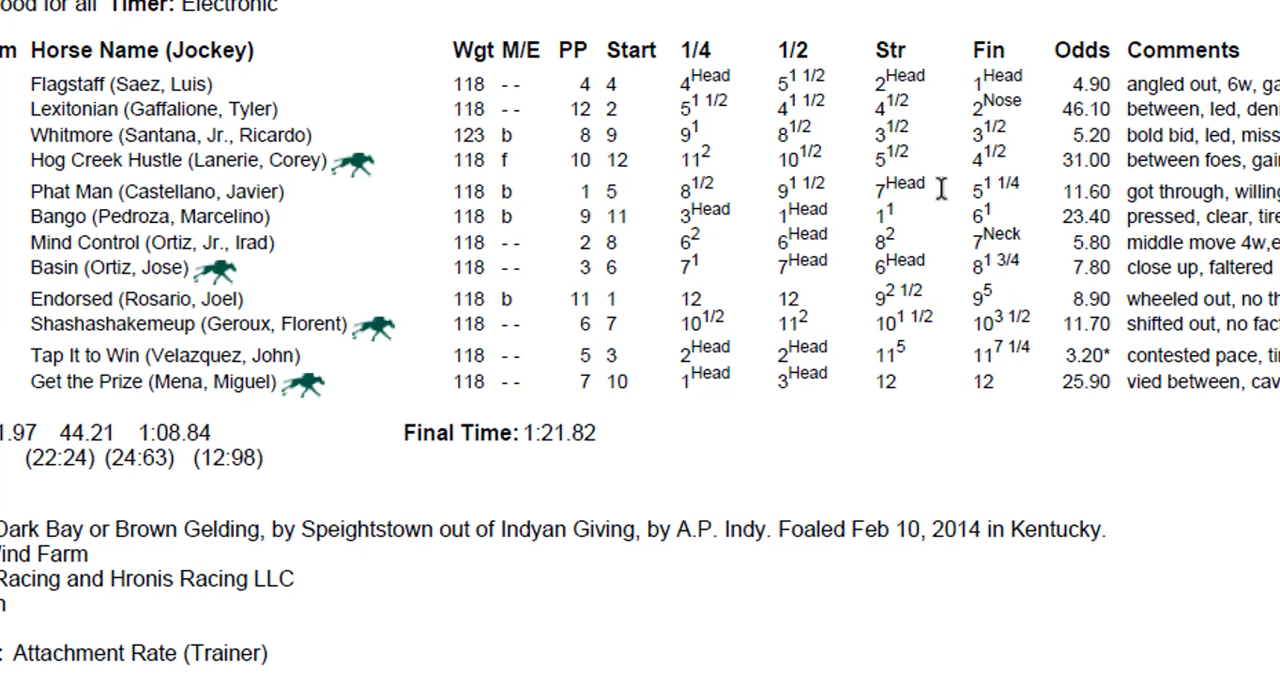 ood for all Timer: Electronic
m Horse Name (Jockey) Wgt M/E PP Start 1/4 1/2 Str Fin Odds Comments
Flagstaff (Saez, Luis) 118 - - 4 4 4Head 51 1/2 2Head 1Head 4.90 angled out, 6w, ga
Lexitonian (Gaffalione, Tyler) 118 - - 12 2 51 1/2 41 1/2 41/2 2Nose 46.10 between, led, deni
Whitmore (Santana, Jr., Ricardo) 123 b 8 9 91 81/2 31/2 31/2 5.20 bold bid, led, miss
Hog Creek Hustle (Lanerie, Corey) 118 f 10 12 112 101/2 51/2 41/2 31.00 between foes, gai
Phat Man (Castellano, Javier) 118 b 1 5 81/2 91 1/2 7Head 51 1/4 11.60 got through, willing
Bango (Pedroza, Marcelino) 118 b 9 11 3Head 1Head 11 61 23.40 pressed, clear, tire
Mind Control (Ortiz, Jr., Irad) 118 - - 2 8 62 6Head 82 7Neck 5.80 middle move 4w,e
Basin (Ortiz, Jose) 118 - - 3 6 71 7Head 6Head 81 3/4 7.80 close up, faltered
Endorsed (Rosario, Joel) 118 b 11 1 12 12 92 1/2 95 8.90 wheeled out, no th
Shashashakemeup (Geroux, Florent) 118 - - 6 7 101/2 112 101 1/2 103 1/2 11.70 shifted out, no fac
Tap It to Win (Velazquez, John) 118 - - 5 3 2Head 2Head 115 117 1/4 3.20* contested pace, tir
Get the Prize (Mena, Miguel) 118 - - 7 10 1Head 3Head 12 12 25.90 vied between, cav
1.97 44.21 1:08.84 Final Time: 1:21.82
(22:24) (24:63) (12:98)
Dark Bay or Brown Gelding, by Speightstown out of Indyan Giving, by A.P. Indy. Foaled Feb 10, 2014 in Kentucky.
ind Farm
Racing and Hronis Racing LLC
: Attachment Rate (Trainer)